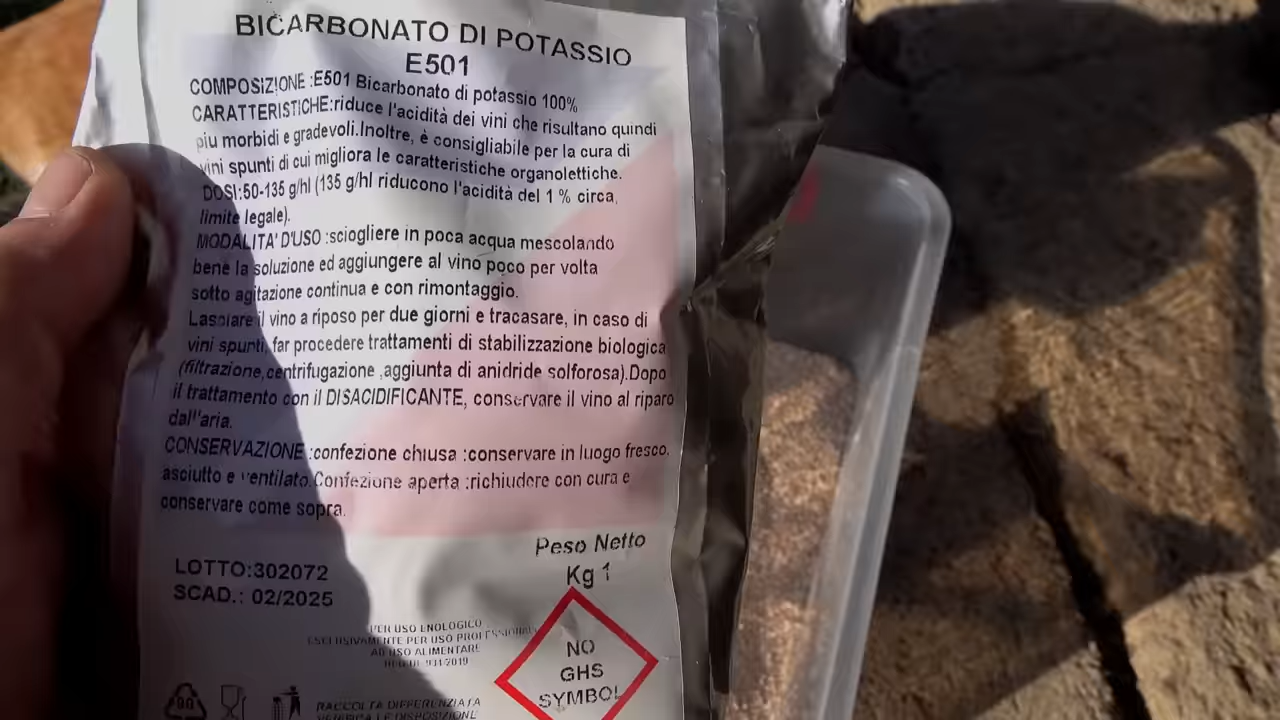 BICARBONATO DI POTASSIO
E501
COMPOSIZIONE :E501 Bicarbonato di potassio 100%
CARATTERISTICHE:riduce l'acidità dei vini che risultano quindi
piu morbidi e gradevoli.Inoltre, è consigliabile per la cura di
vini spunti di cui migliora le caratteristiche organolettiche.
DOSI:50-135 g/hl (135 g/hl riducono l'acidità del 1 % circa,
limite legale).
MODALITA' D'USO :sciogliere in poca acqua mescolando
bene la soluzione ed aggiungere al vino poco per volta
sotto agitazione continua e con rimontaggio.
Lasciare il vino a riposo per due giorni e tracasare, in caso di
vini spunti, far procedere trattamenti di stabilizzazione biologica
(filtrazione,centrifugazione ,aggiunta di anidride solforosa).Dopo
il trattamento con il DISACIDIFICANTE, conservare il vino al riparo
dall'aria.
CONSERVAZIONE :confezione chiusa :conservare in luogo fresco.
asciutto e ventilato.Confezione aperta :richiudere con cura e
conservare come sopra.
Peso Netto
Kg 1
LOTTO:302072
SCAD.: 02/2025
PER USO ENOLOGICO
ESCLUSIVAMENTE PER USO PROFESSIONALE
AD USO ALIMENTARE
934/2019
NO
GHS
SYMBOL
RACCOLTA DIFFERENZIATA
VERIFICA LE DISPOSIZIONE